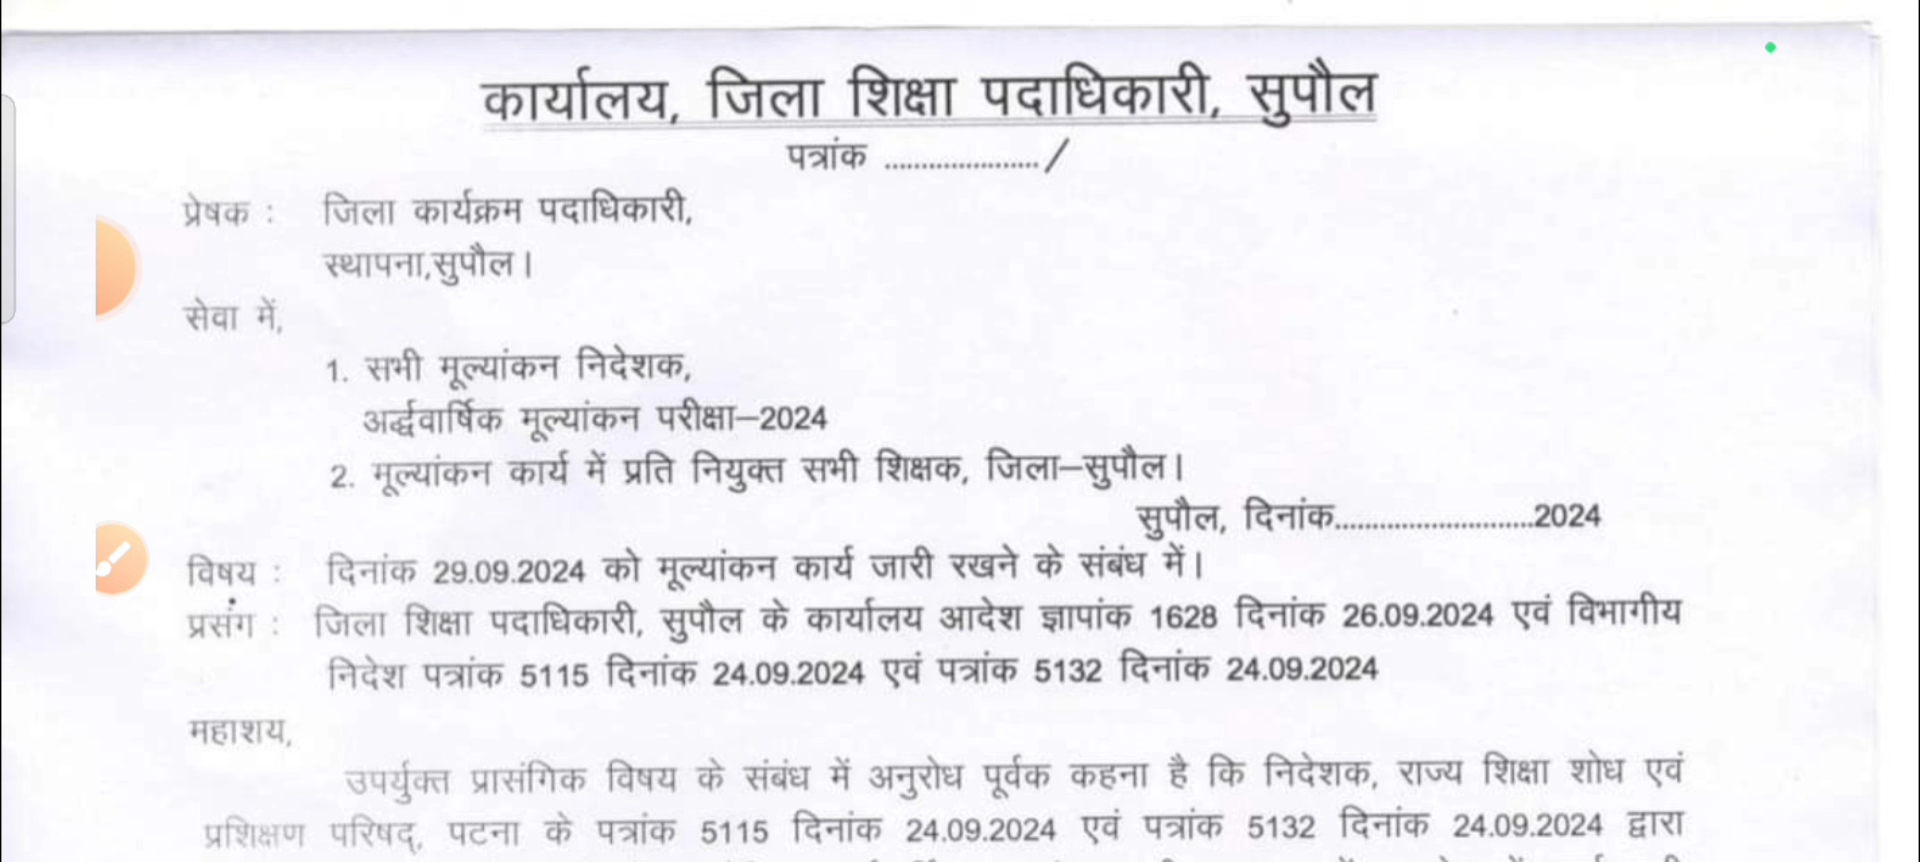 कार्यालय, जिला शिक्षा पदाधिकारी, सुपौल
पत्रांक ...................../
प्रेषक : जिला कार्यक्रम पदाधिकारी,
स्थापना,सुपौल।
सेवा में,
1. सभी मूल्यांकन निदेशक,
अर्द्धवार्षिक मूल्यांकन परीक्षा–2024
2. मूल्यांकन कार्य में प्रति नियुक्त सभी शिक्षक, जिला–सुपौल।
सुपौल, दिनांक..........................2024
विषय : दिनांक 29.09.2024 को मूल्यांकन कार्य जारी रखने के संबंध में।
प्रसंग : जिला शिक्षा पदाधिकारी, सुपौल के कार्यालय आदेश ज्ञापांक 1628 दिनांक 26.09.2024 एवं विभागीय
निदेश पत्रांक 5115 दिनांक 24.09.2024 एवं पत्रांक 5132 दिनांक 24.09.2024
महाशय,
उपर्युक्त प्रासंगिक विषय के संबंध में अनुरोध पूर्वक कहना है कि निदेशक, राज्य शिक्षा शोध एवं
प्रशिक्षण परिषद्, पटना के पत्रांक 5115 दिनांक 24.09.2024 एवं पत्रांक 5132 दिनांक 24.09.2024 द्वारा